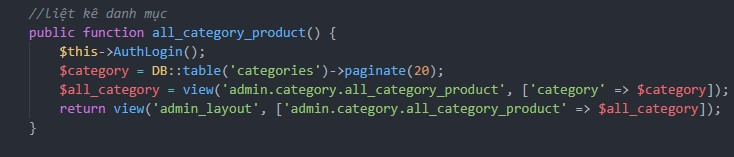 //liệt kê danh mục
public function all_category_product() {
    $this->AuthLogin();
    $category = DB::table('categories')->paginate(20);
    $all_category = view('admin.category.all_category_product', ['category' => $category]);
    return view('admin_layout', ['admin.category.all_category_product' => $all_category]);
}